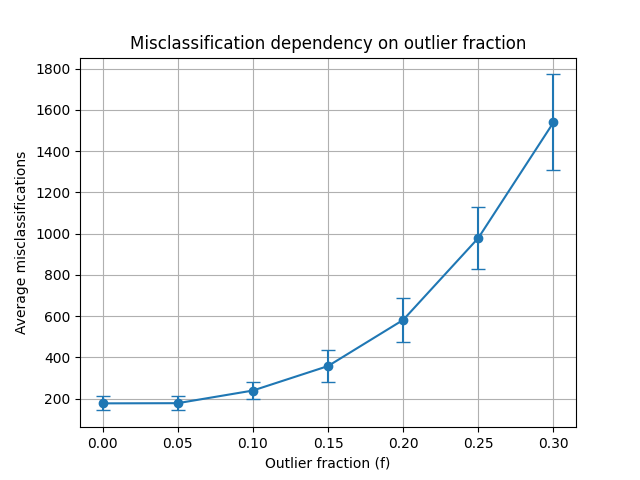 Misclassification dependency on outlier fraction
Average misclassifications
1800
1600
1400
1200
1000
800
600
400
200
0.00 0.05 0.10 0.15 0.20 0.25 0.30
Outlier fraction (f)